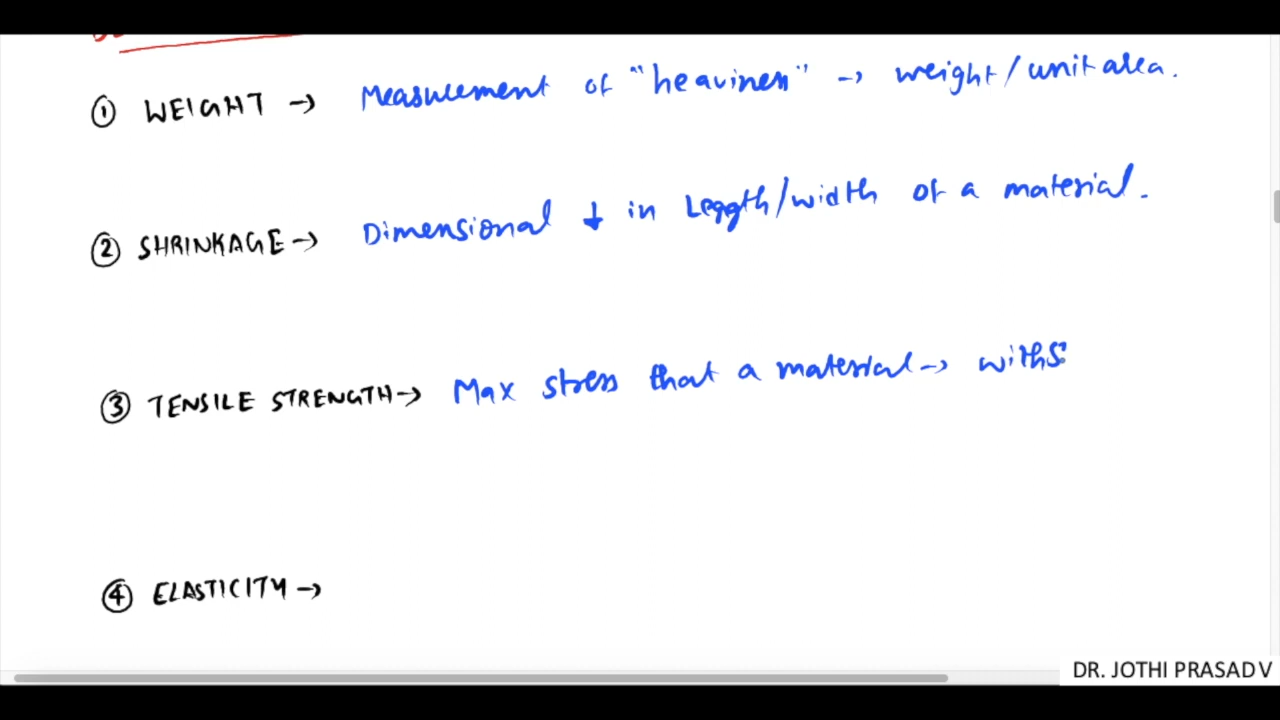 ① WEIGHT → Measurement of "heaviness" → weight/unit area.
② SHRINKAGE → Dimensional ↓ in Leggth/width of a material.
③ TENSILE STRENGTH → Max stress that a material → withs
④ ELASTICITY →
DR. JOTHI PRASAD V